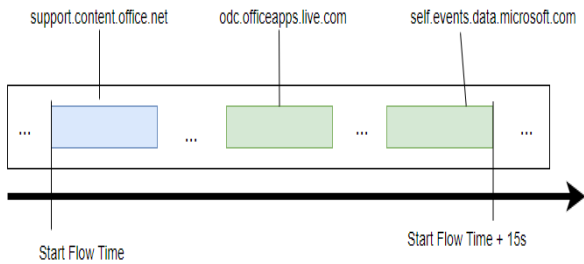 support.content.office.net
odc.officeapps.live.com
self.events.data.microsoft.com
...
...
...
...
Start Flow Time
Start Flow Time + 15s